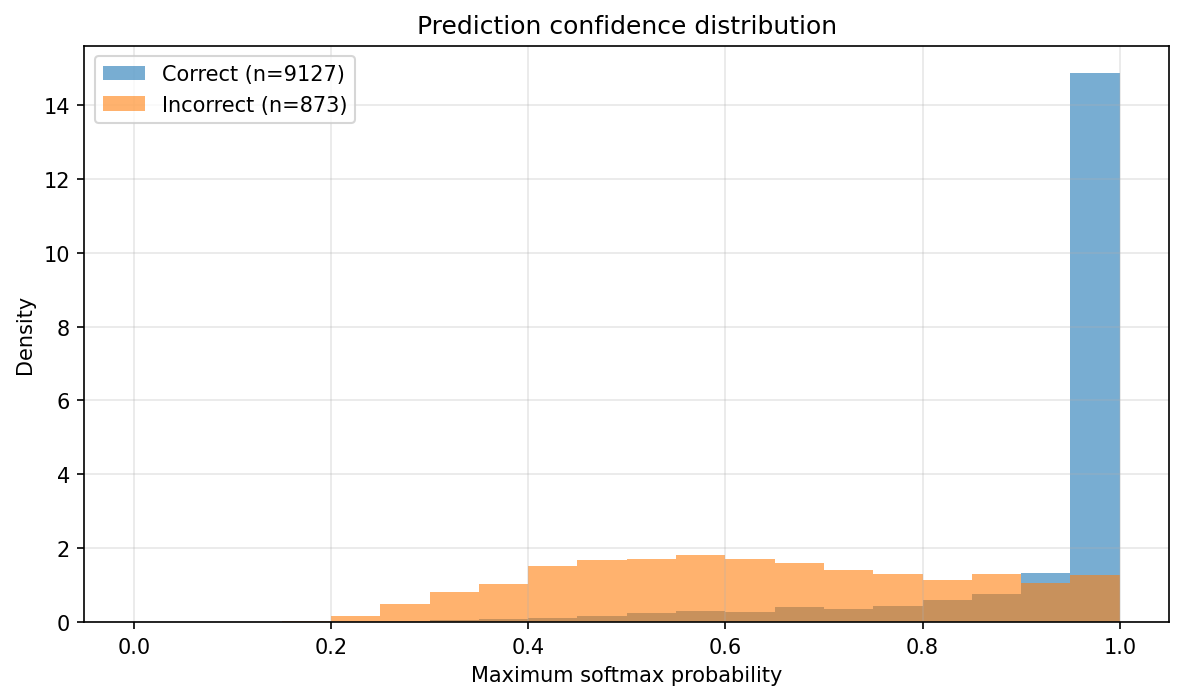 Prediction confidence distribution
Correct (n=9127)
Incorrect (n=873)
Density
14
12
10
8
6
4
2
0
0.0 0.2 0.4 0.6 0.8 1.0
Maximum softmax probability